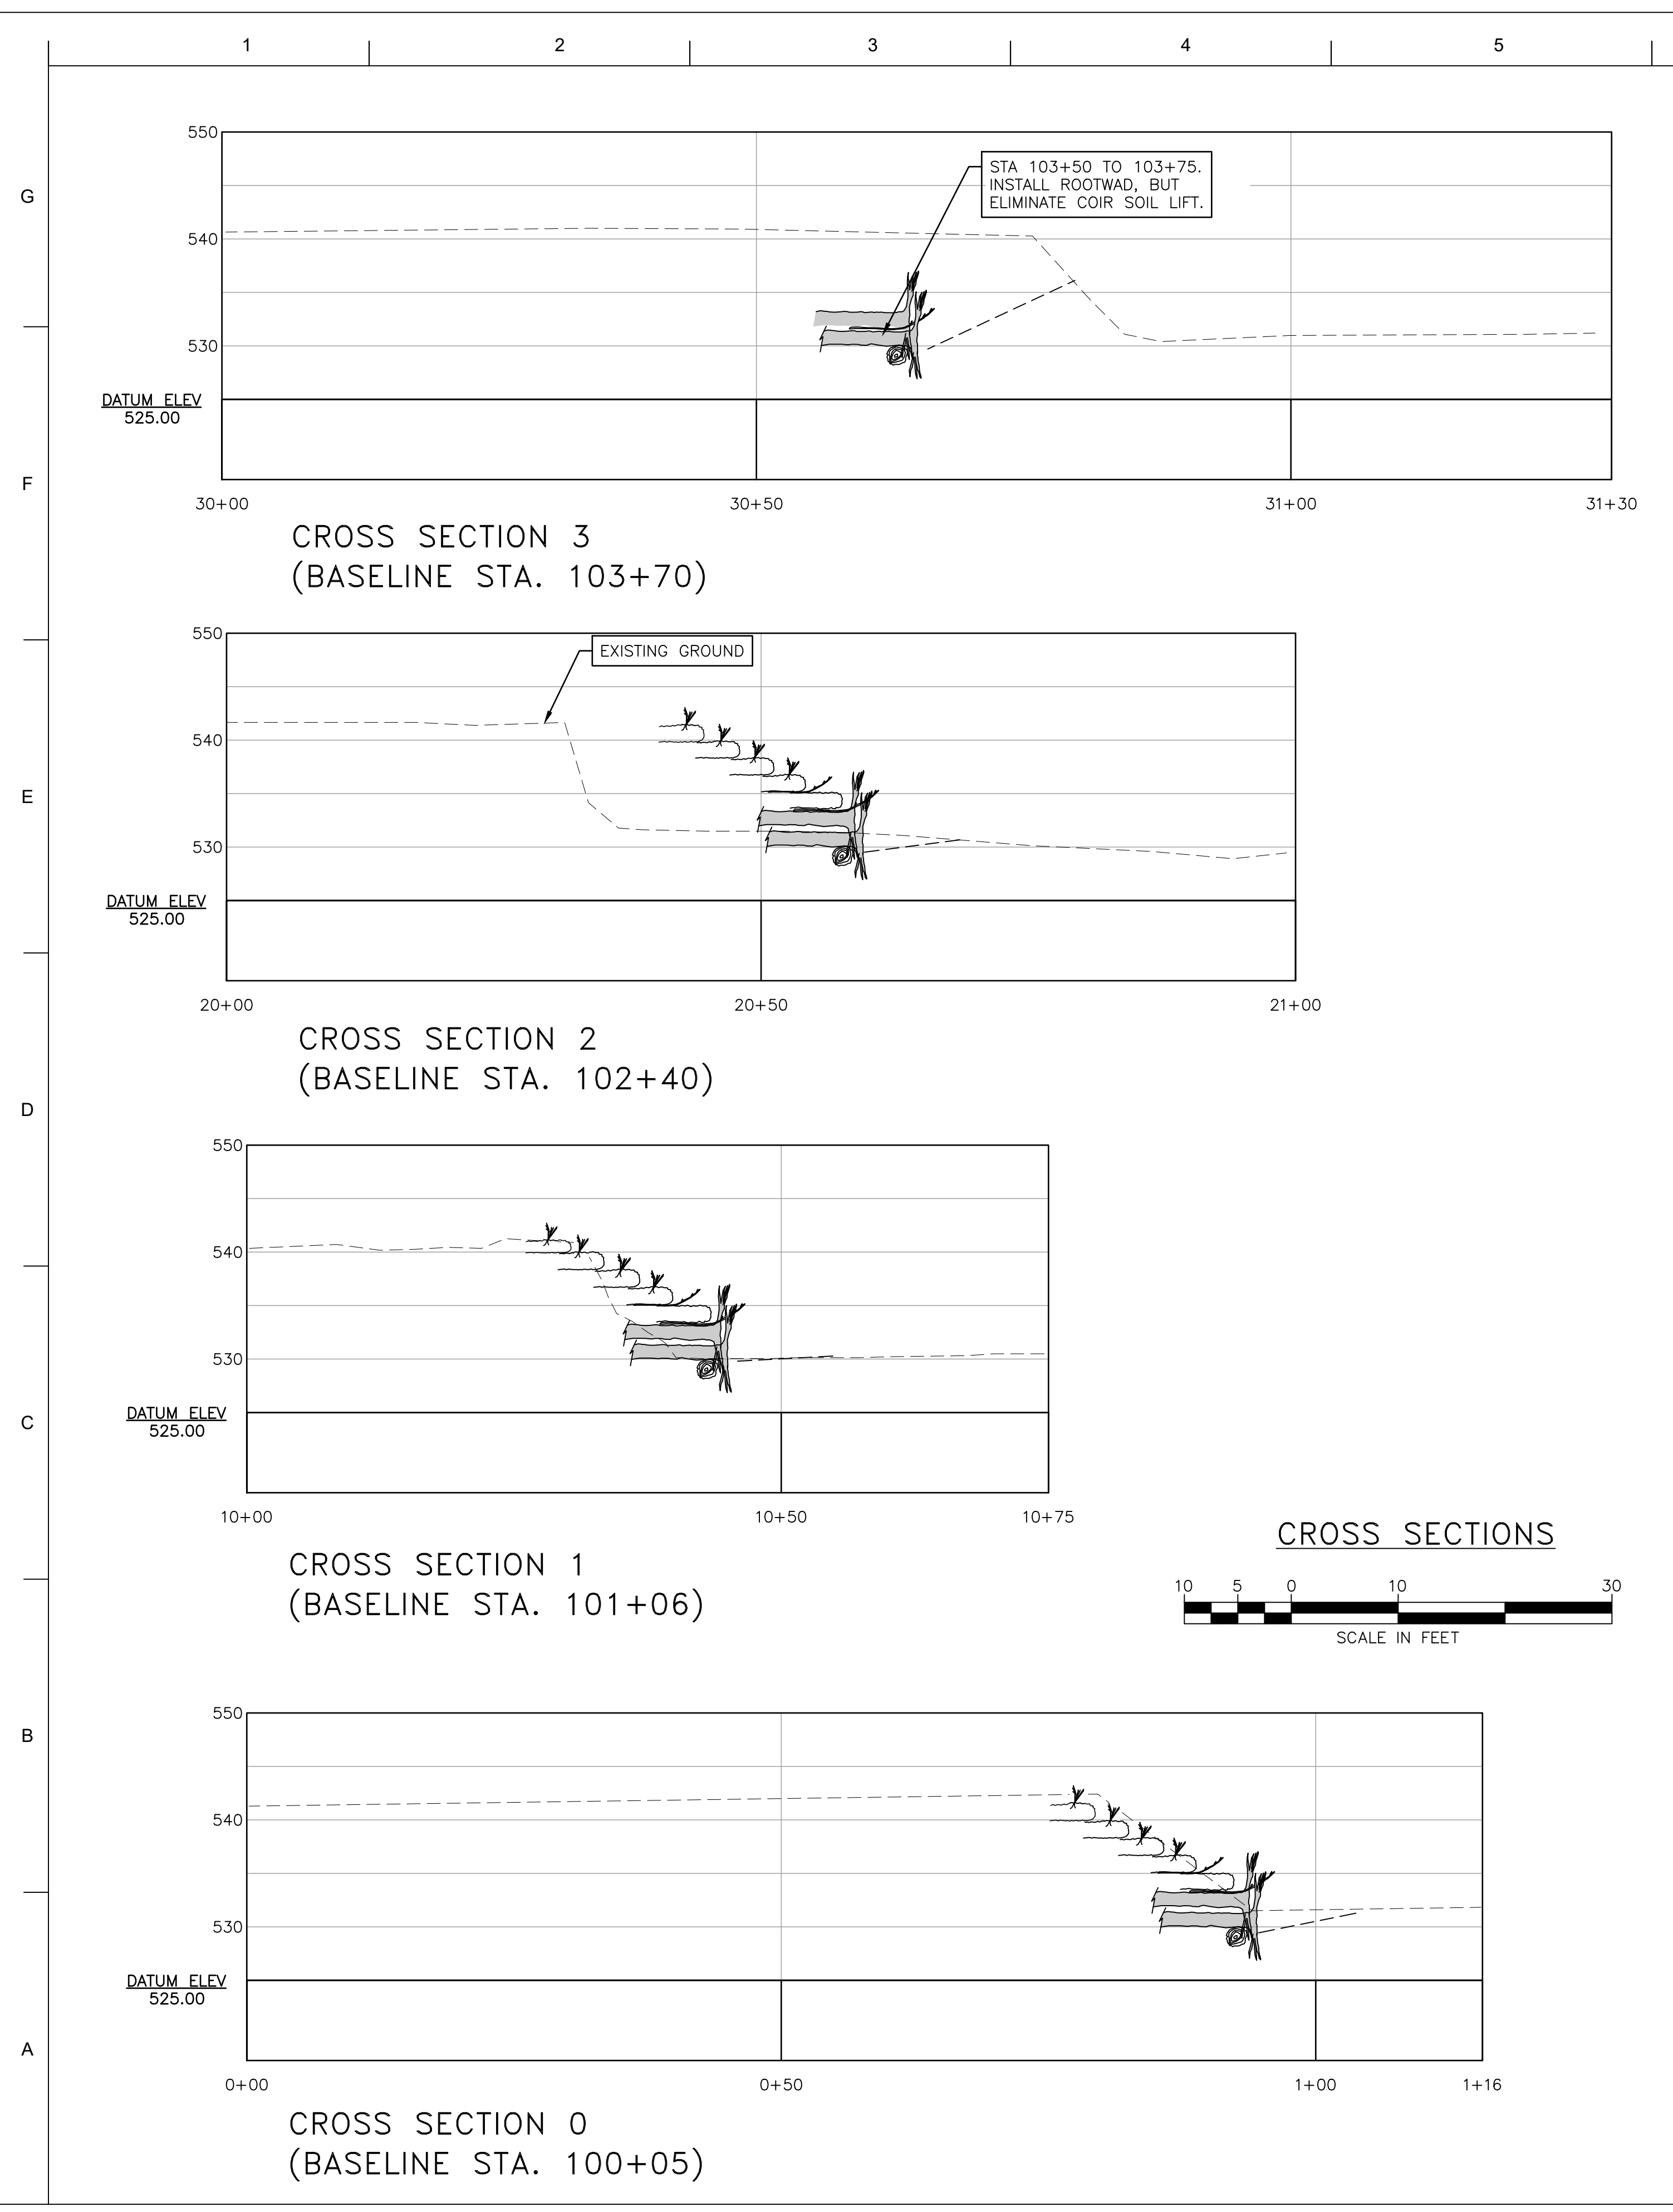 1 2 3 4 5
G
550
STA 103+50 TO 103+75.
INSTALL ROOTWAD, BUT
ELIMINATE COIR SOIL LIFT.
540
530
DATUM ELEV
525.00
F
30+00 30+50 31+00 31+30
CROSS SECTION 3
(BASELINE STA. 103+70)
550
EXISTING GROUND
540
E
530
DATUM ELEV
525.00
20+00 20+50 21+00
CROSS SECTION 2
(BASELINE STA. 102+40)
D
550
540
530
DATUM ELEV
525.00
C
10+00 10+50 10+75
CROSS SECTION 1
(BASELINE STA. 101+06)
CROSS SECTIONS
10 5 0 10 30
SCALE IN FEET
550
B
540
530
DATUM ELEV
525.00
A
0+00 0+50 1+00 1+16
CROSS SECTION 0
(BASELINE STA. 100+05)